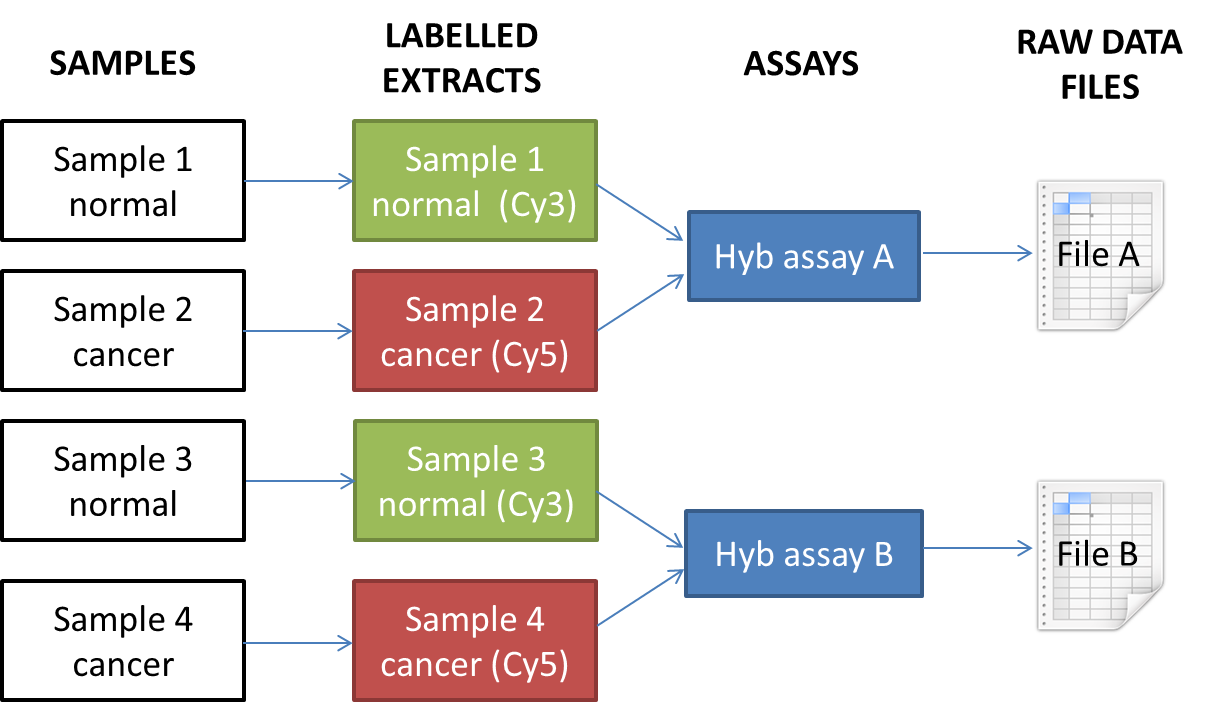 SAMPLES
LABELLED
EXTRACTS
ASSAYS
RAW DATA
FILES
Sample 1
normal
Sample 1
normal  (Cy3)
Hyb assay A
File A
Sample 2
cancer
Sample 2
cancer (Cy5)
Sample 3
normal
Sample 3
normal (Cy3)
Hyb assay B
File B
Sample 4
cancer
Sample 4
cancer (Cy5)